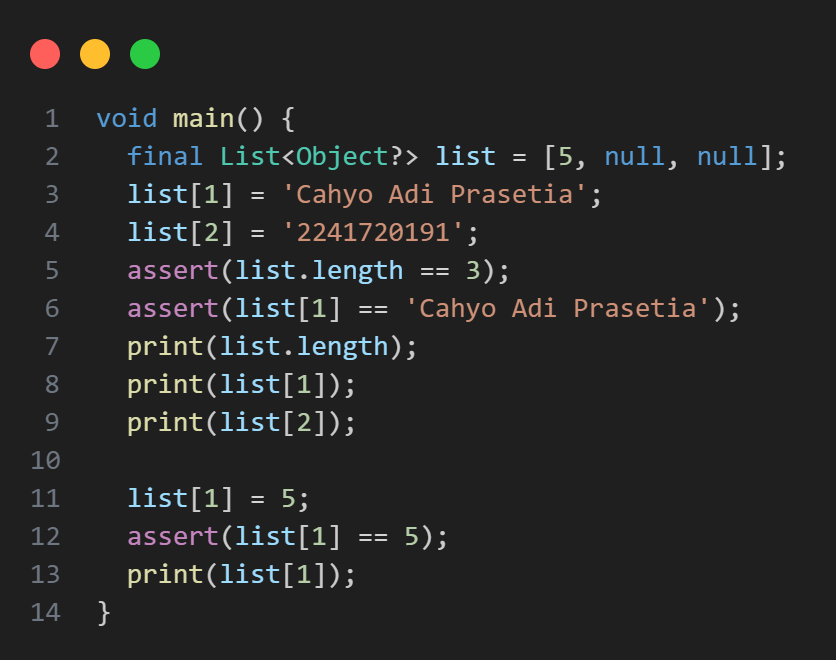 1 void main() {
2   final List<Object?> list = [5, null, null];
3   list[1] = 'Cahyo Adi Prasetia';
4   list[2] = '2241720191';
5   assert(list.length == 3);
6   assert(list[1] == 'Cahyo Adi Prasetia');
7   print(list.length);
8   print(list[1]);
9   print(list[2]);
10
11   list[1] = 5;
12   assert(list[1] == 5);
13   print(list[1]);
14 }